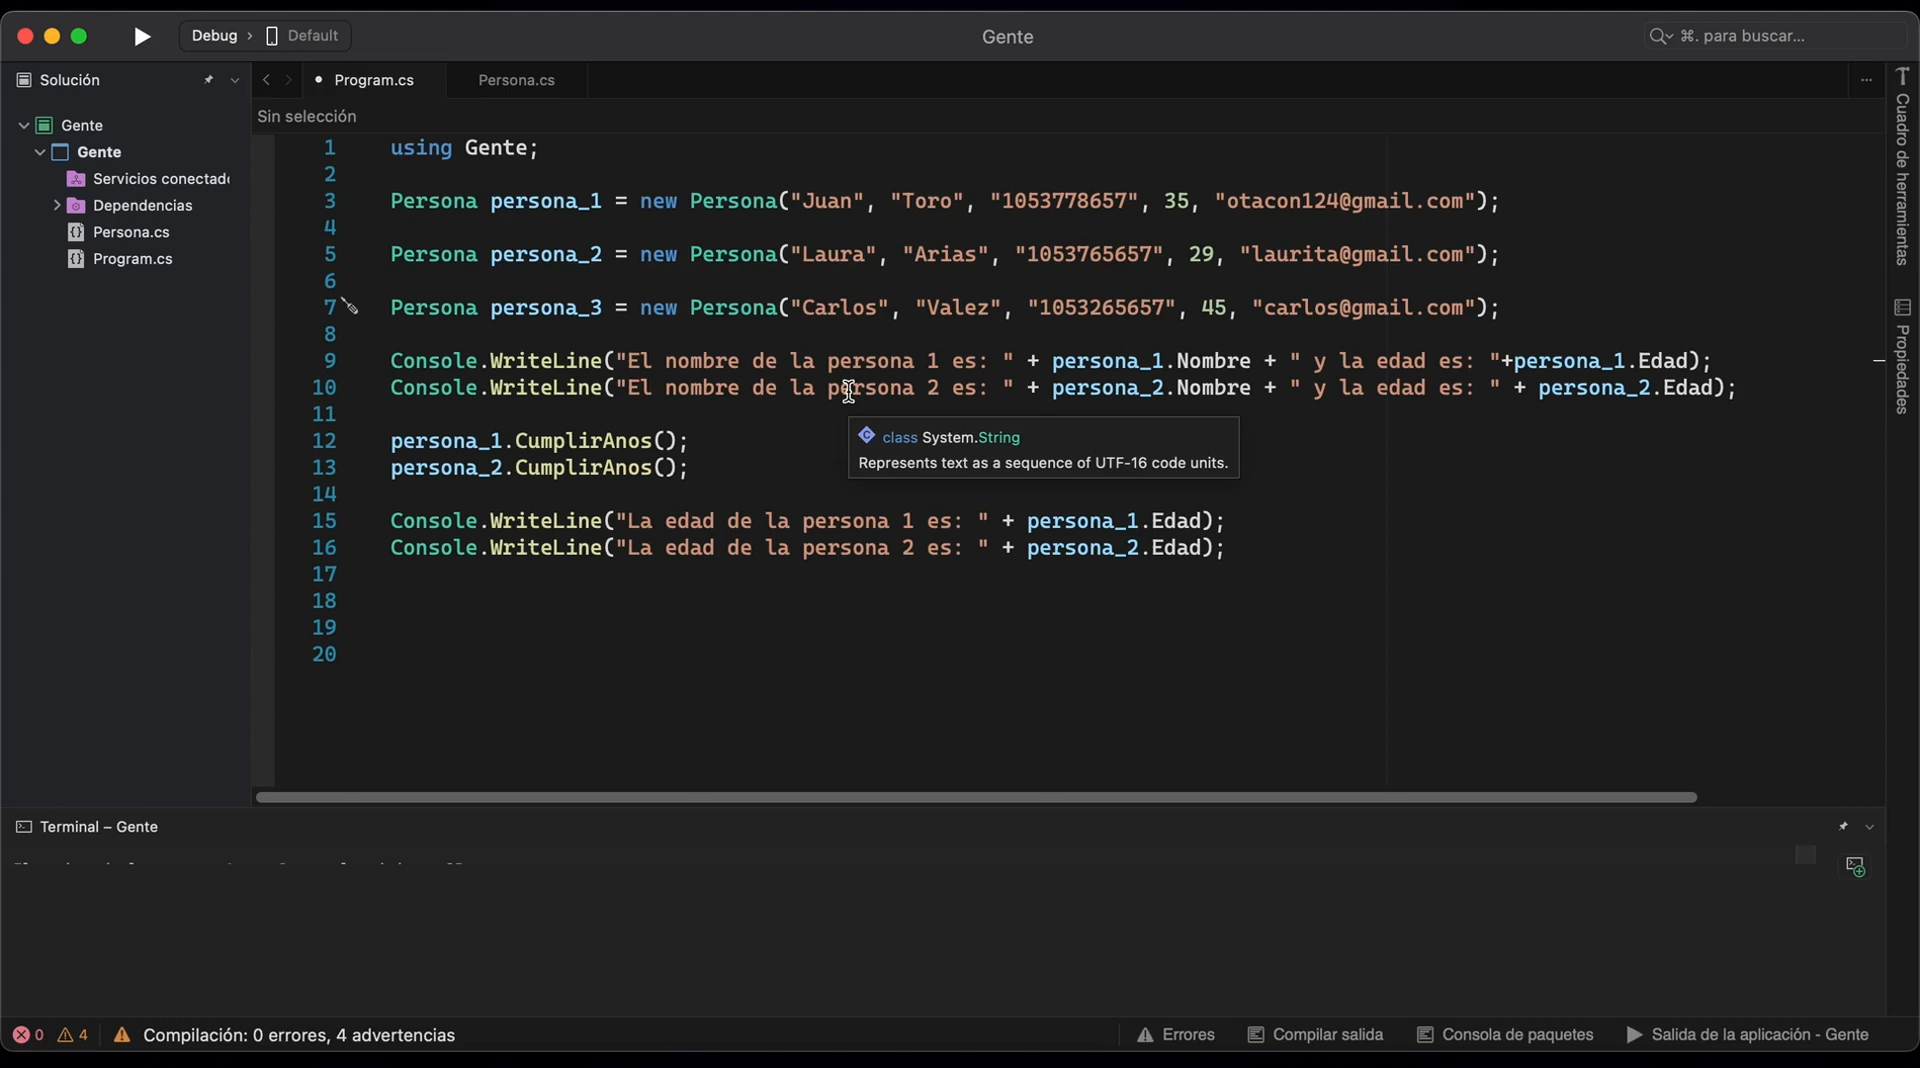 Debug › Default
Gente
⌘. para buscar...
Solución
Program.cs
Persona.cs
...
Cuadro de herramientas
Propiedades
Gente
Gente
Servicios conectado
Dependencias
Persona.cs
Program.cs
Sin selección
1 using Gente;
2
3 Persona persona_1 = new Persona("Juan", "Toro", "1053778657", 35, "otacon124@gmail.com");
4
5 Persona persona_2 = new Persona("Laura", "Arias", "1053765657", 29, "laurita@gmail.com");
6
7 Persona persona_3 = new Persona("Carlos", "Valez", "1053265657", 45, "carlos@gmail.com");
8
9 Console.WriteLine("El nombre de la persona 1 es: " + persona_1.Nombre + " y la edad es: "+persona_1.Edad);
10 Console.WriteLine("El nombre de la persona 2 es: " + persona_2.Nombre + " y la edad es: " + persona_2.Edad);
11
12 persona_1.CumplirAnos();
13 persona_2.CumplirAnos();
14
15 Console.WriteLine("La edad de la persona 1 es: " + persona_1.Edad);
16 Console.WriteLine("La edad de la persona 2 es: " + persona_2.Edad);
17
18
19
20
class System.String
Represents text as a sequence of UTF-16 code units.
Terminal – Gente
0 4 Compilación: 0 errores, 4 advertencias
Errores
Compilar salida
Consola de paquetes
Salida de la aplicación - Gente